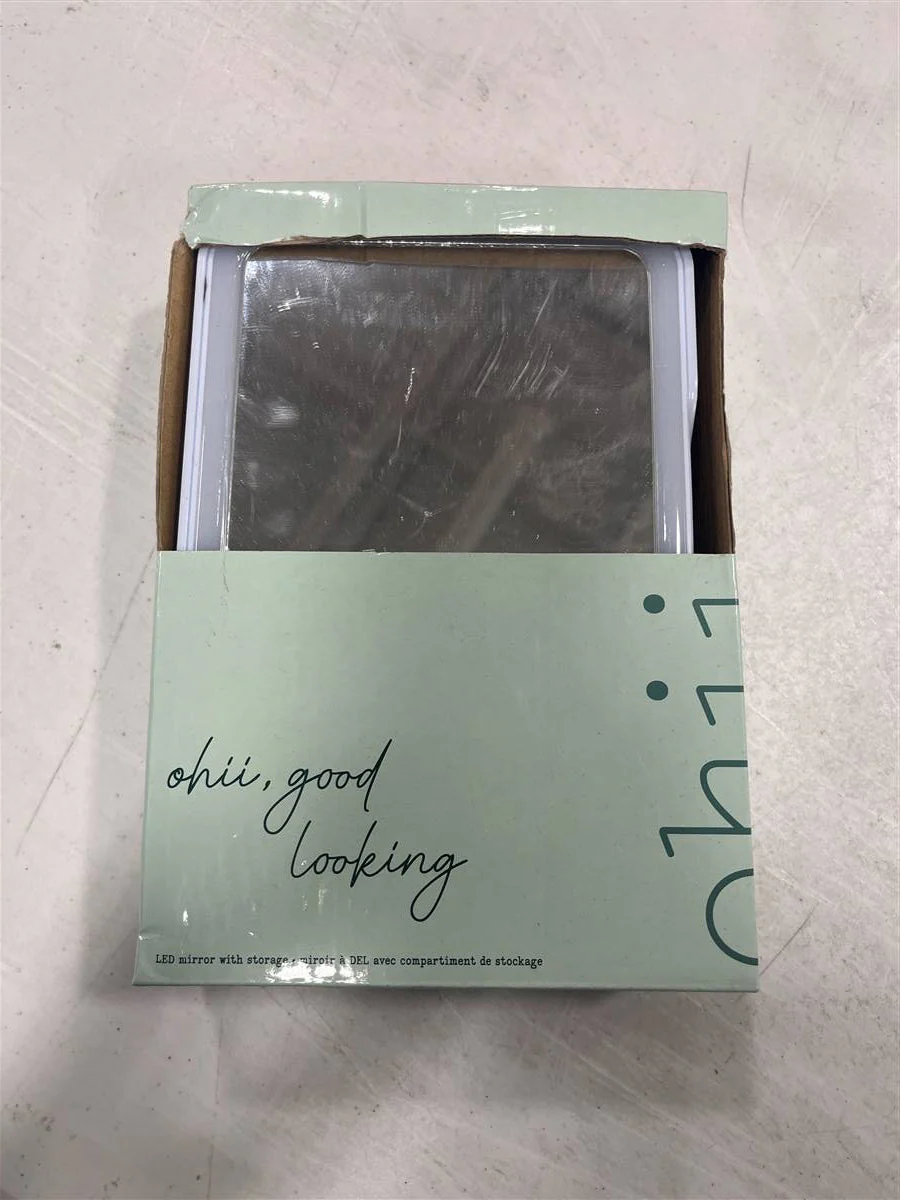 ohii, good
looking
ohii
LED mirror with storage • miroir à DEL avec compartiment de stockage